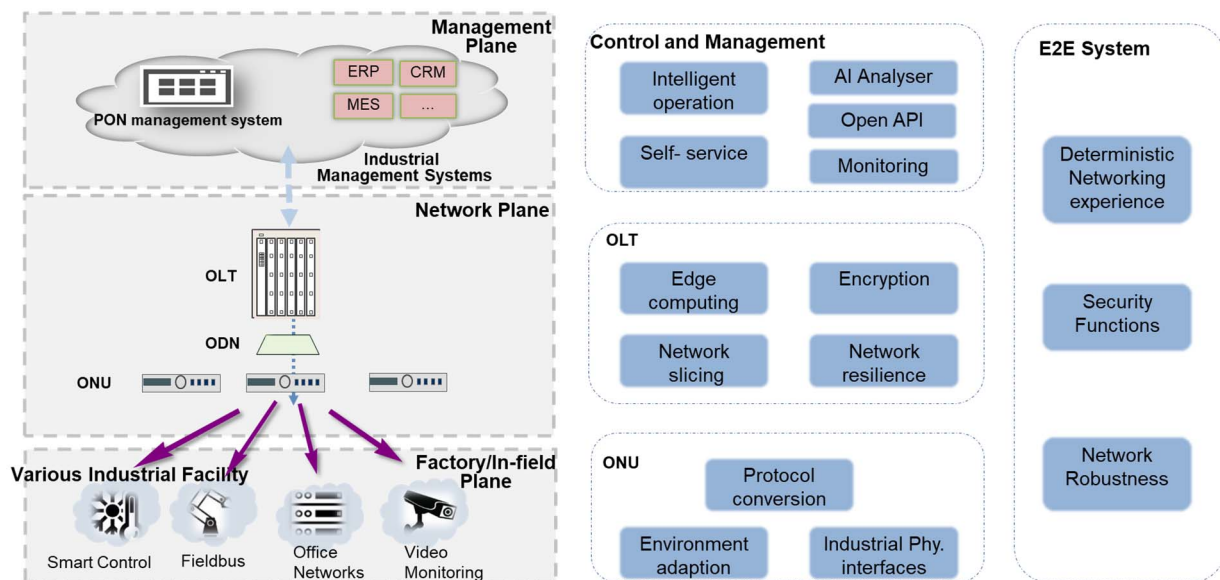 Management
Plane
PON management system
ERP
CRM
MES
...
Industrial
Management Systems
Network Plane
OLT
ODN
ONU
Various Industrial Facility
Factory/In-field
Plane
Smart Control
Fieldbus
Office
Networks
Video
Monitoring
Control and Management
Intelligent
operation
AI Analyser
Open API
Self- service
Monitoring
OLT
Edge
computing
Encryption
Network
slicing
Network
resilience
ONU
Protocol
conversion
Environment
adaption
Industrial Phy.
interfaces
E2E System
Deterministic
Networking
experience
Security
Functions
Network
Robustness